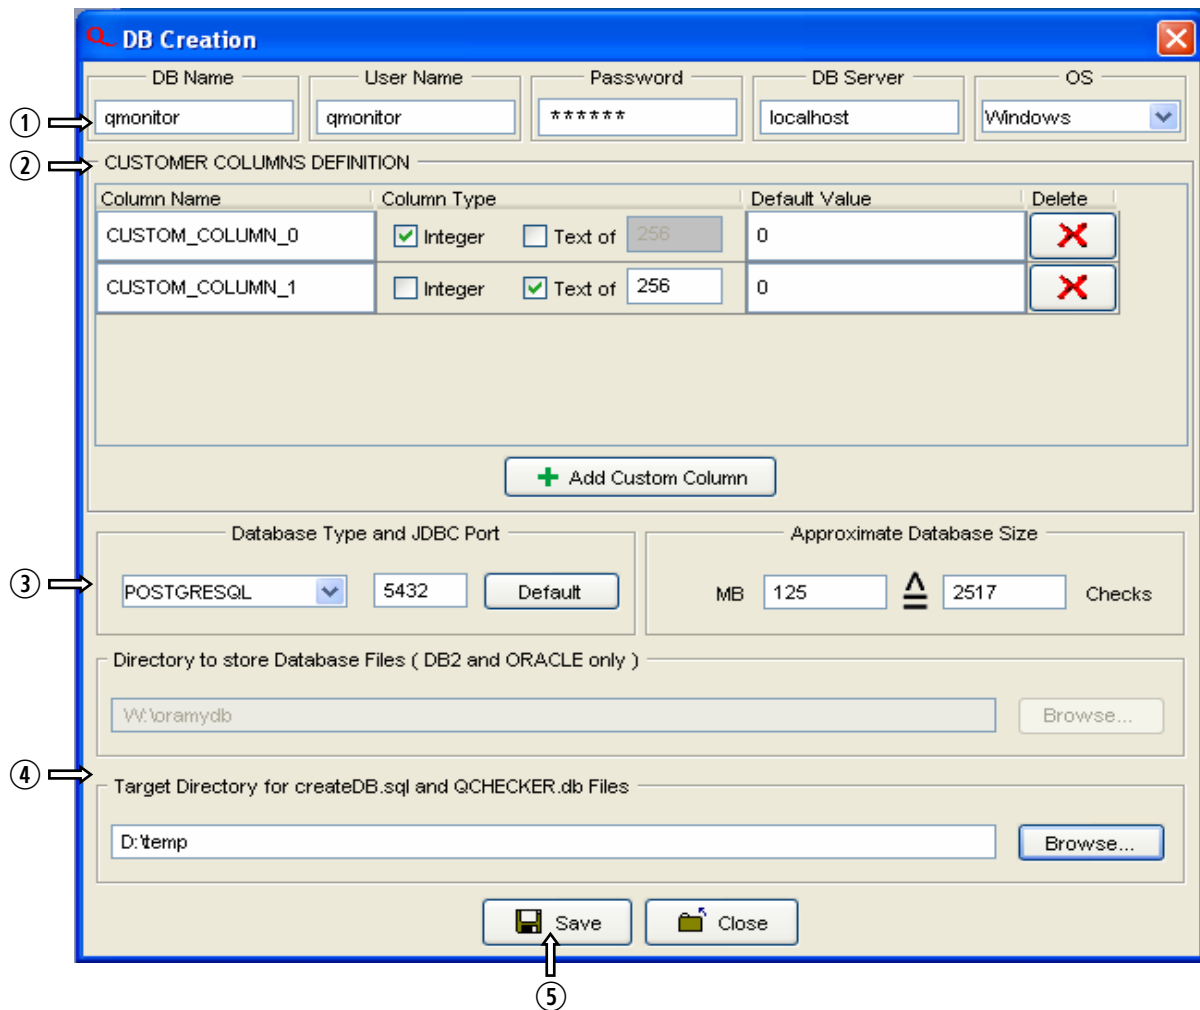 DB Creation
DB Name User Name Password DB Server OS
① qmonitor qmonitor ****** localhost Windows
② CUSTOMER COLUMNS DEFINITION
Column Name Column Type Default Value Delete
CUSTOM_COLUMN_0 Integer Text of 256 0
CUSTOM_COLUMN_1 Integer Text of 256 0
Add Custom Column
Database Type and JDBC Port Approximate Database Size
③ POSTGRESQL 5432 Default MB 125 ≙ 2517 Checks
Directory to store Database Files ( DB2 and ORACLE only )
W:\oramydb Browse...
④
Target Directory for createDB.sql and QCHECKER.db Files
D:\temp Browse...
Save Close
⑤